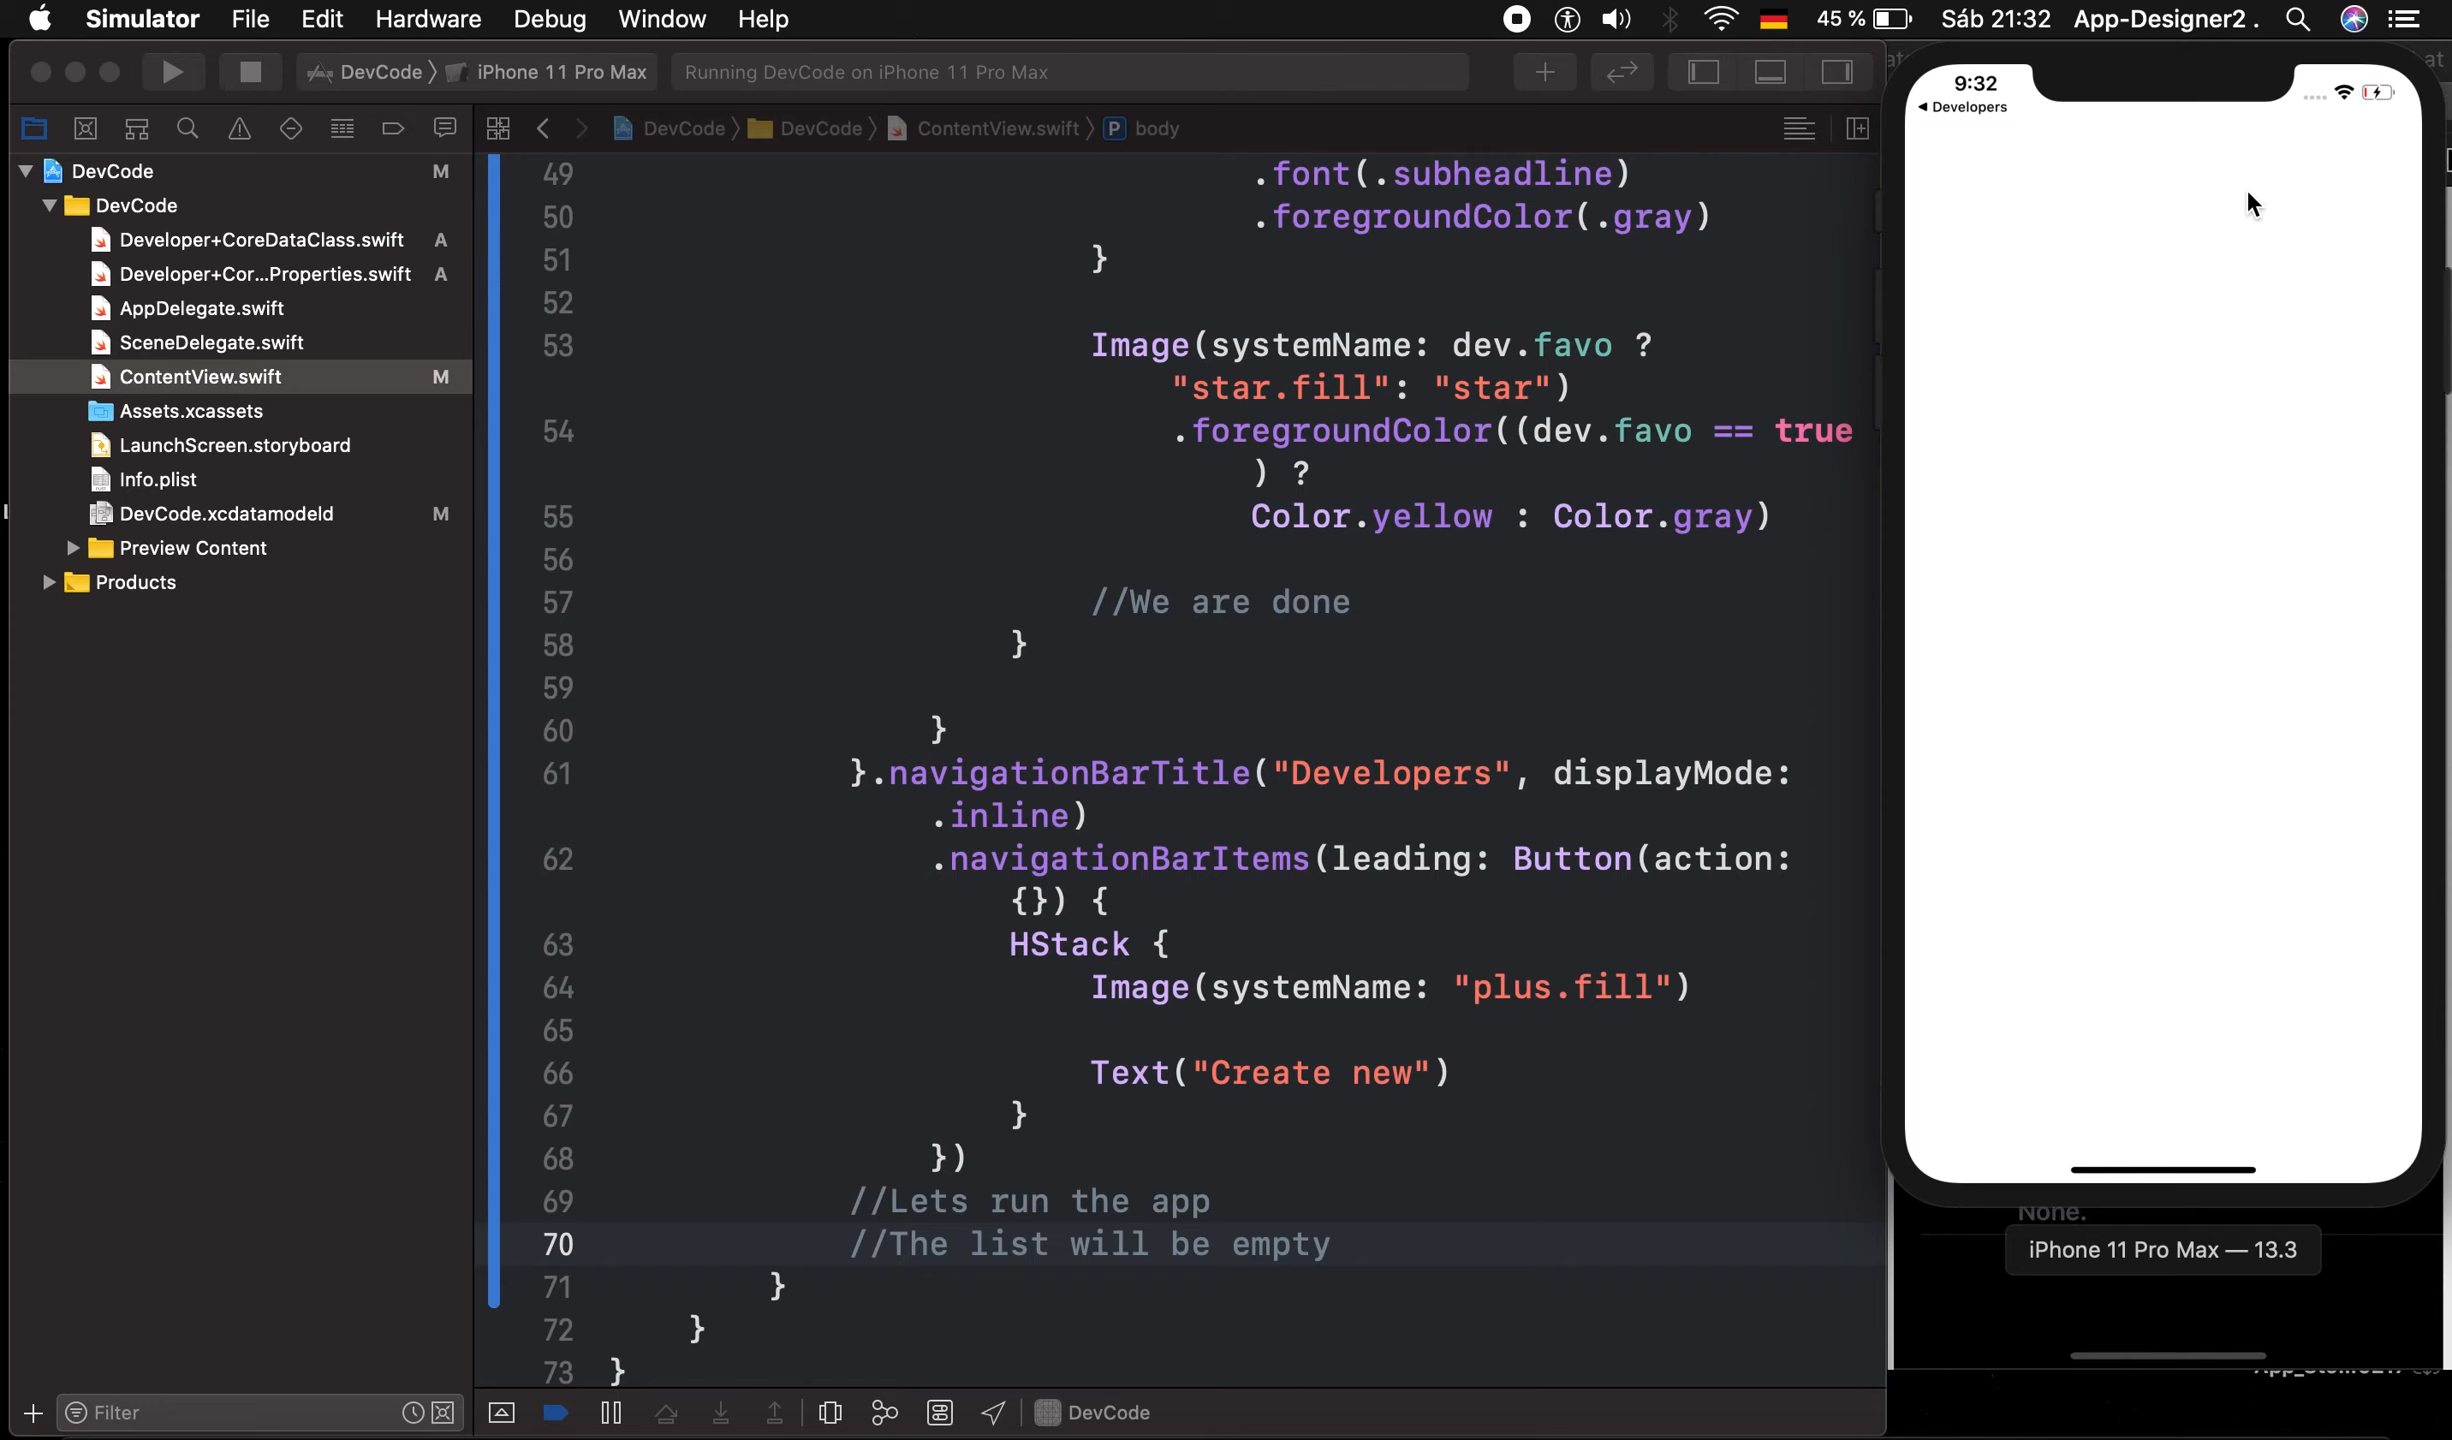 Simulator File Edit Hardware Debug Window Help 45 % Sáb 21:32 App-Designer2 .
DevCode iPhone 11 Pro Max Running DevCode on iPhone 11 Pro Max
DevCode DevCode ContentView.swift P body
DevCode M
DevCode
Developer+CoreDataClass.swift A
Developer+Cor...Properties.swift A
AppDelegate.swift
SceneDelegate.swift
ContentView.swift M
Assets.xcassets
LaunchScreen.storyboard
Info.plist
DevCode.xcdatamodeld M
Preview Content
Products
Filter
49 .font(.subheadline)
50 .foregroundColor(.gray)
51 }
52
53 Image(systemName: dev.favo ?
"star.fill": "star")
54 .foregroundColor((dev.favo == true
) ?
55 Color.yellow : Color.gray)
56
57 //We are done
58 }
59
60 }
61 }.navigationBarTitle("Developers", displayMode:
.inline)
62 .navigationBarItems(leading: Button(action:
{}) {
63 HStack {
64 Image(systemName: "plus.fill")
65
66 Text("Create new")
67 }
68 })
69 //Lets run the app
70 //The list will be empty
71 }
72 }
73 }
DevCode
9:32
Developers
None.
iPhone 11 Pro Max — 13.3